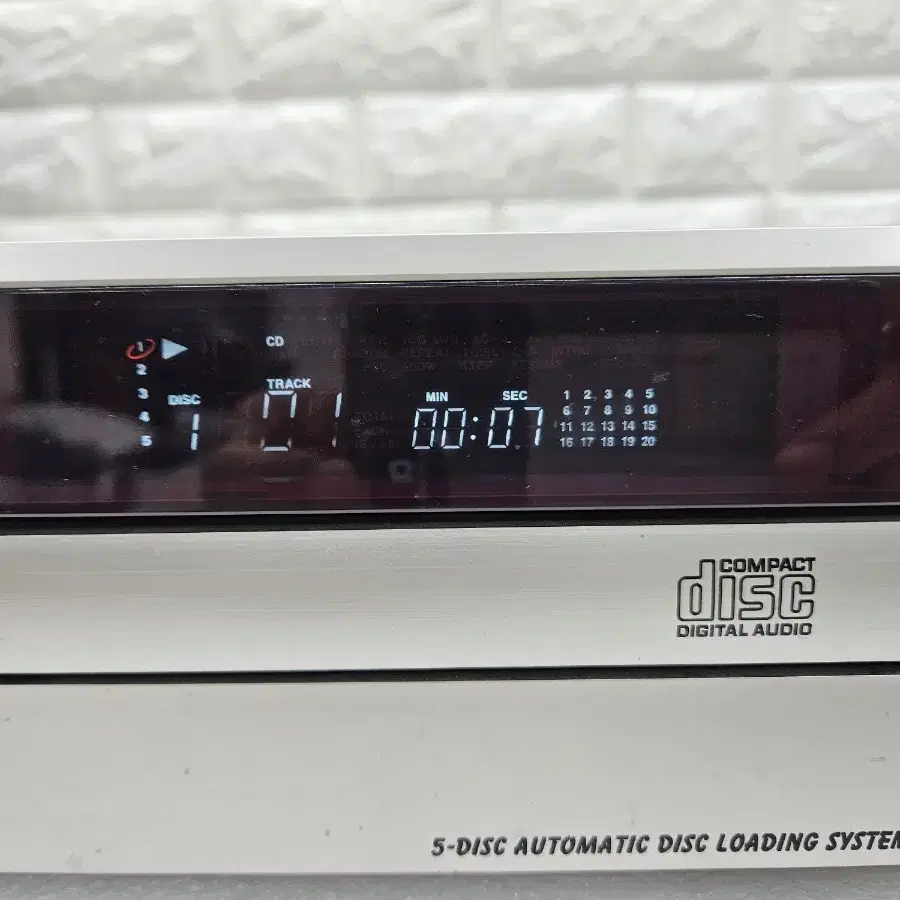 CD
1
2
3
4
5
DISC
1
TRACK
01
MIN SEC
00:07
1 2 3 4 5
6 7 8 9 10
11 12 13 14 15
16 17 18 19 20
COMPACT
disc
DIGITAL AUDIO
5-DISC AUTOMATIC DISC LOADING SYSTEM